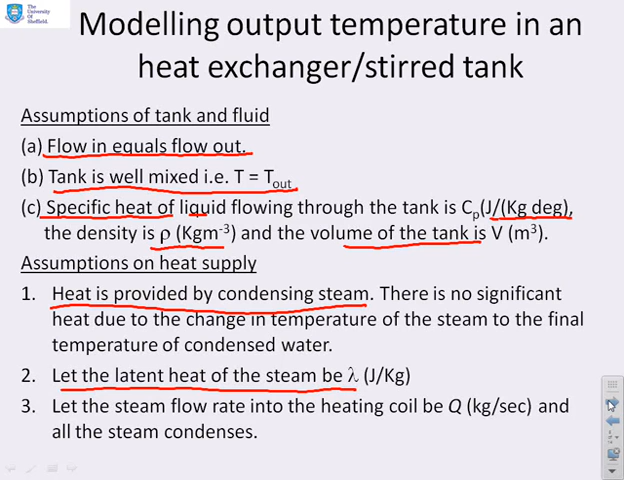 The
University
Of
Sheffield.
Modelling output temperature in an
heat exchanger/stirred tank
Assumptions of tank and fluid
(a) Flow in equals flow out.
(b) Tank is well mixed i.e. T = Tout
(c) Specific heat of liquid flowing through the tank is Cp(J/(Kg deg),
the density is ρ (Kgm-3) and the volume of the tank is V (m3).
Assumptions on heat supply
1. Heat is provided by condensing steam. There is no significant
heat due to the change in temperature of the steam to the final
temperature of condensed water.
2. Let the latent heat of the steam be λ (J/Kg)
3. Let the steam flow rate into the heating coil be Q (kg/sec) and
all the steam condenses.